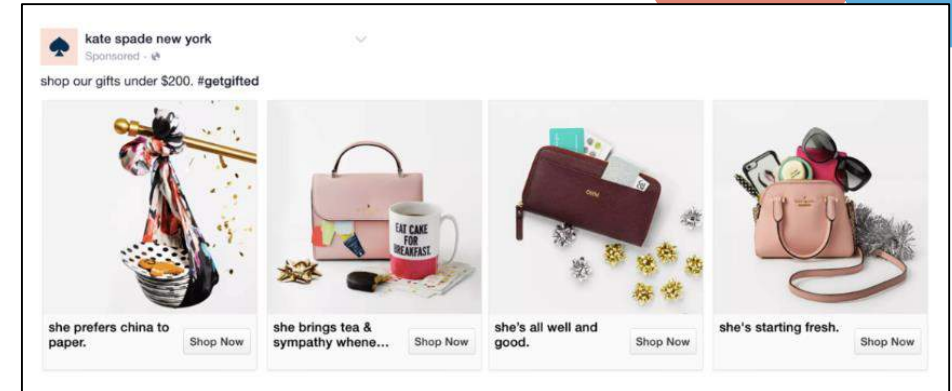 kate spade new york
Sponsored ·
shop our gifts under $200. #getgifted
EAT CAKE
FOR
BREAKFAST.
she prefers china to
paper.
Shop Now
she brings tea &
sympathy whene...
Shop Now
she's all well and
good.
Shop Now
she's starting fresh.
Shop Now